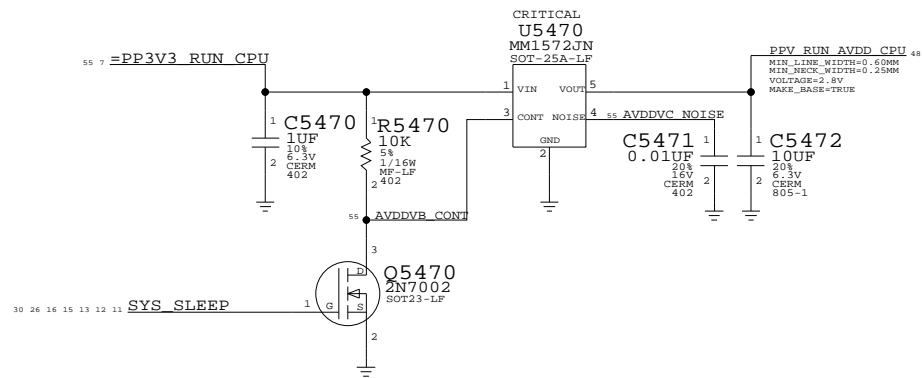 CRITICAL
U5470
MM1572JN
SOT-25A-LF
55 7 =PP3V3_RUN_CPU
PPV_RUN_AVDD_CPU 48
MIN_LINE_WIDTH=0.60MM
MIN_NECK_WIDTH=0.25MM
VOLTAGE=2.8V
MAKE_BASE=TRUE
1 VIN VOUT 5
3 CONT NOISE 4
GND
2
55 AVDDVC_NOISE
1 C5470
1UF
10%
6.3V
2 CERM
402
1 R5470
10K
5%
1/16W
MF-LF
2 402
1 C5471
0.01UF
20%
16V
CERM 2
402
1 C5472
10UF
20%
6.3V
2 CERM
805-1
55 AVDDVB_CONT
3
D Q5470
2N7002
SOT23-LF
30 26 16 15 13 12 11 SYS_SLEEP 1 G S
2